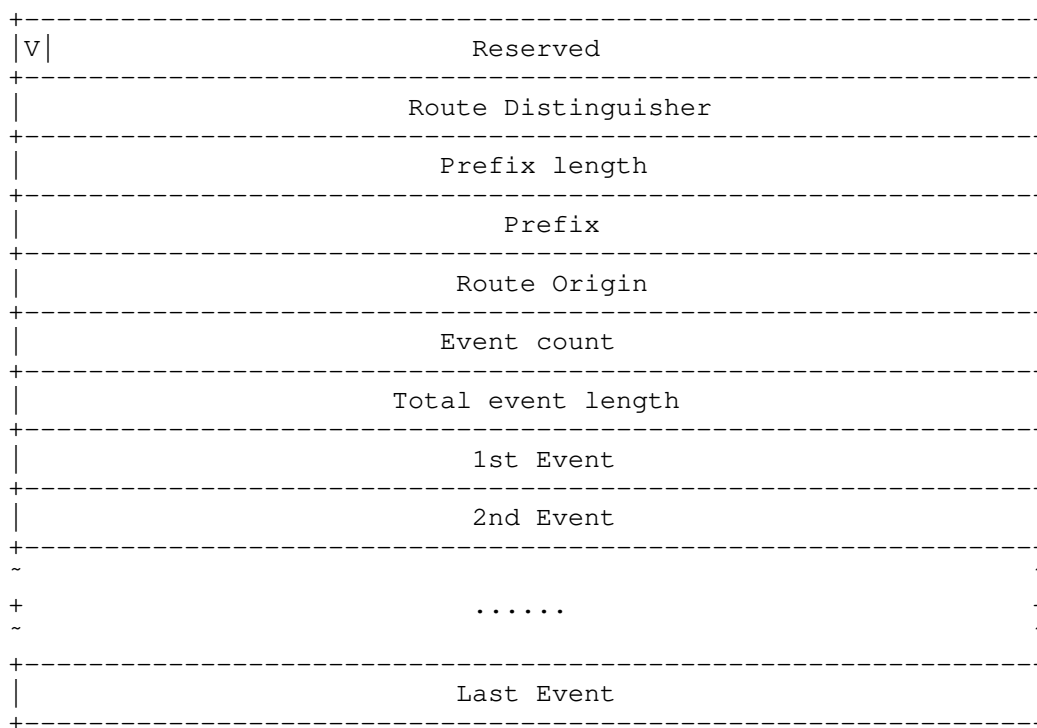 |V| Reserved
Route Distinguisher
Prefix length
Prefix
Route Origin
Event count
Total event length
1st Event
2nd Event
~
+ ...... +
~
Last Event